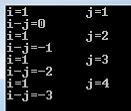 i=1 j=1
i-j=0
i=1 j=2
i-j=-1
i=1 j=3
i-j=-2
i=1 j=4
i-j=-3